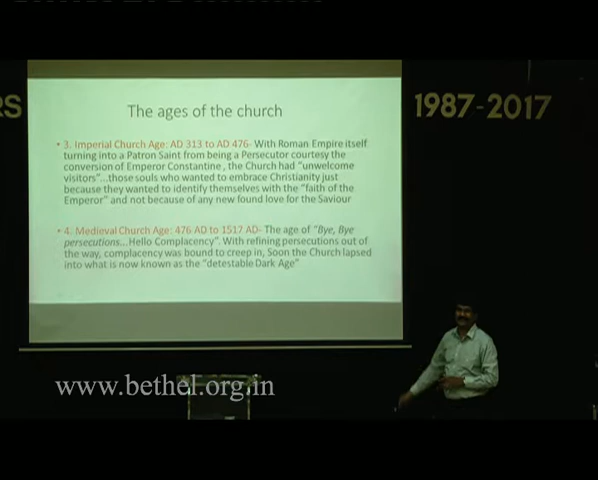 RS
1987-2017
The ages of the church
• 3. Imperial Church Age: AD 313 to AD 476- With Roman Empire itself
turning into a Patron Saint from being a Persecutor courtesy the
conversion of Emperor Constantine , the Church had "unwelcome
visitors"...those souls who wanted to embrace Christianity just
because they wanted to identify themselves with the "faith of the
Emperor" and not because of any new found love for the Saviour
• 4. Medieval Church Age: 476 AD to 1517 AD- The age of "Bye, Bye
persecutions...Hello Complacency". With refining persecutions out of
the way, complacency was bound to creep in, Soon the Church lapsed
into what is now known as the "detestable Dark Age"
www.bethel.org.in